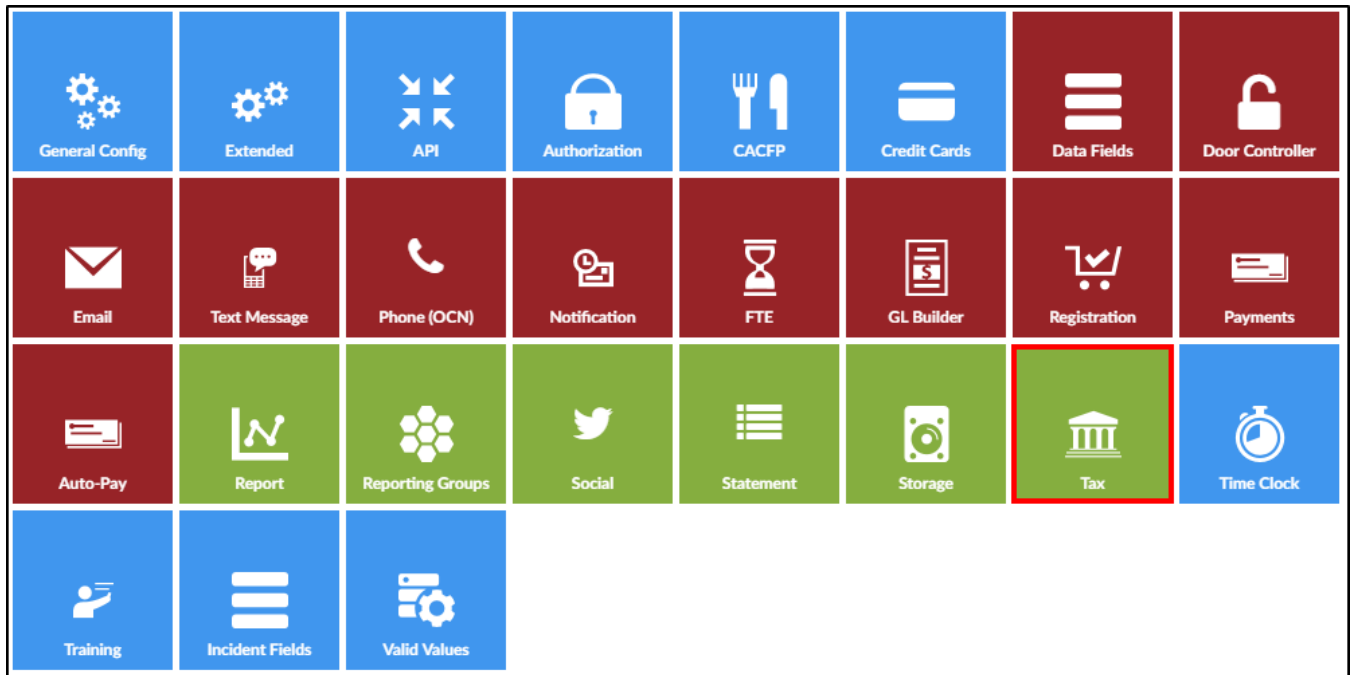 General Config
Extended
API
Authorization
CACFP
Credit Cards
Data Fields
Door Controller
Email
Text Message
Phone (OCN)
Notification
FTE
$
GL Builder
Registration
Payments
Auto-Pay
Report
Reporting Groups
Social
Statement
Storage
Tax
Time Clock
Training
Incident Fields
Valid Values